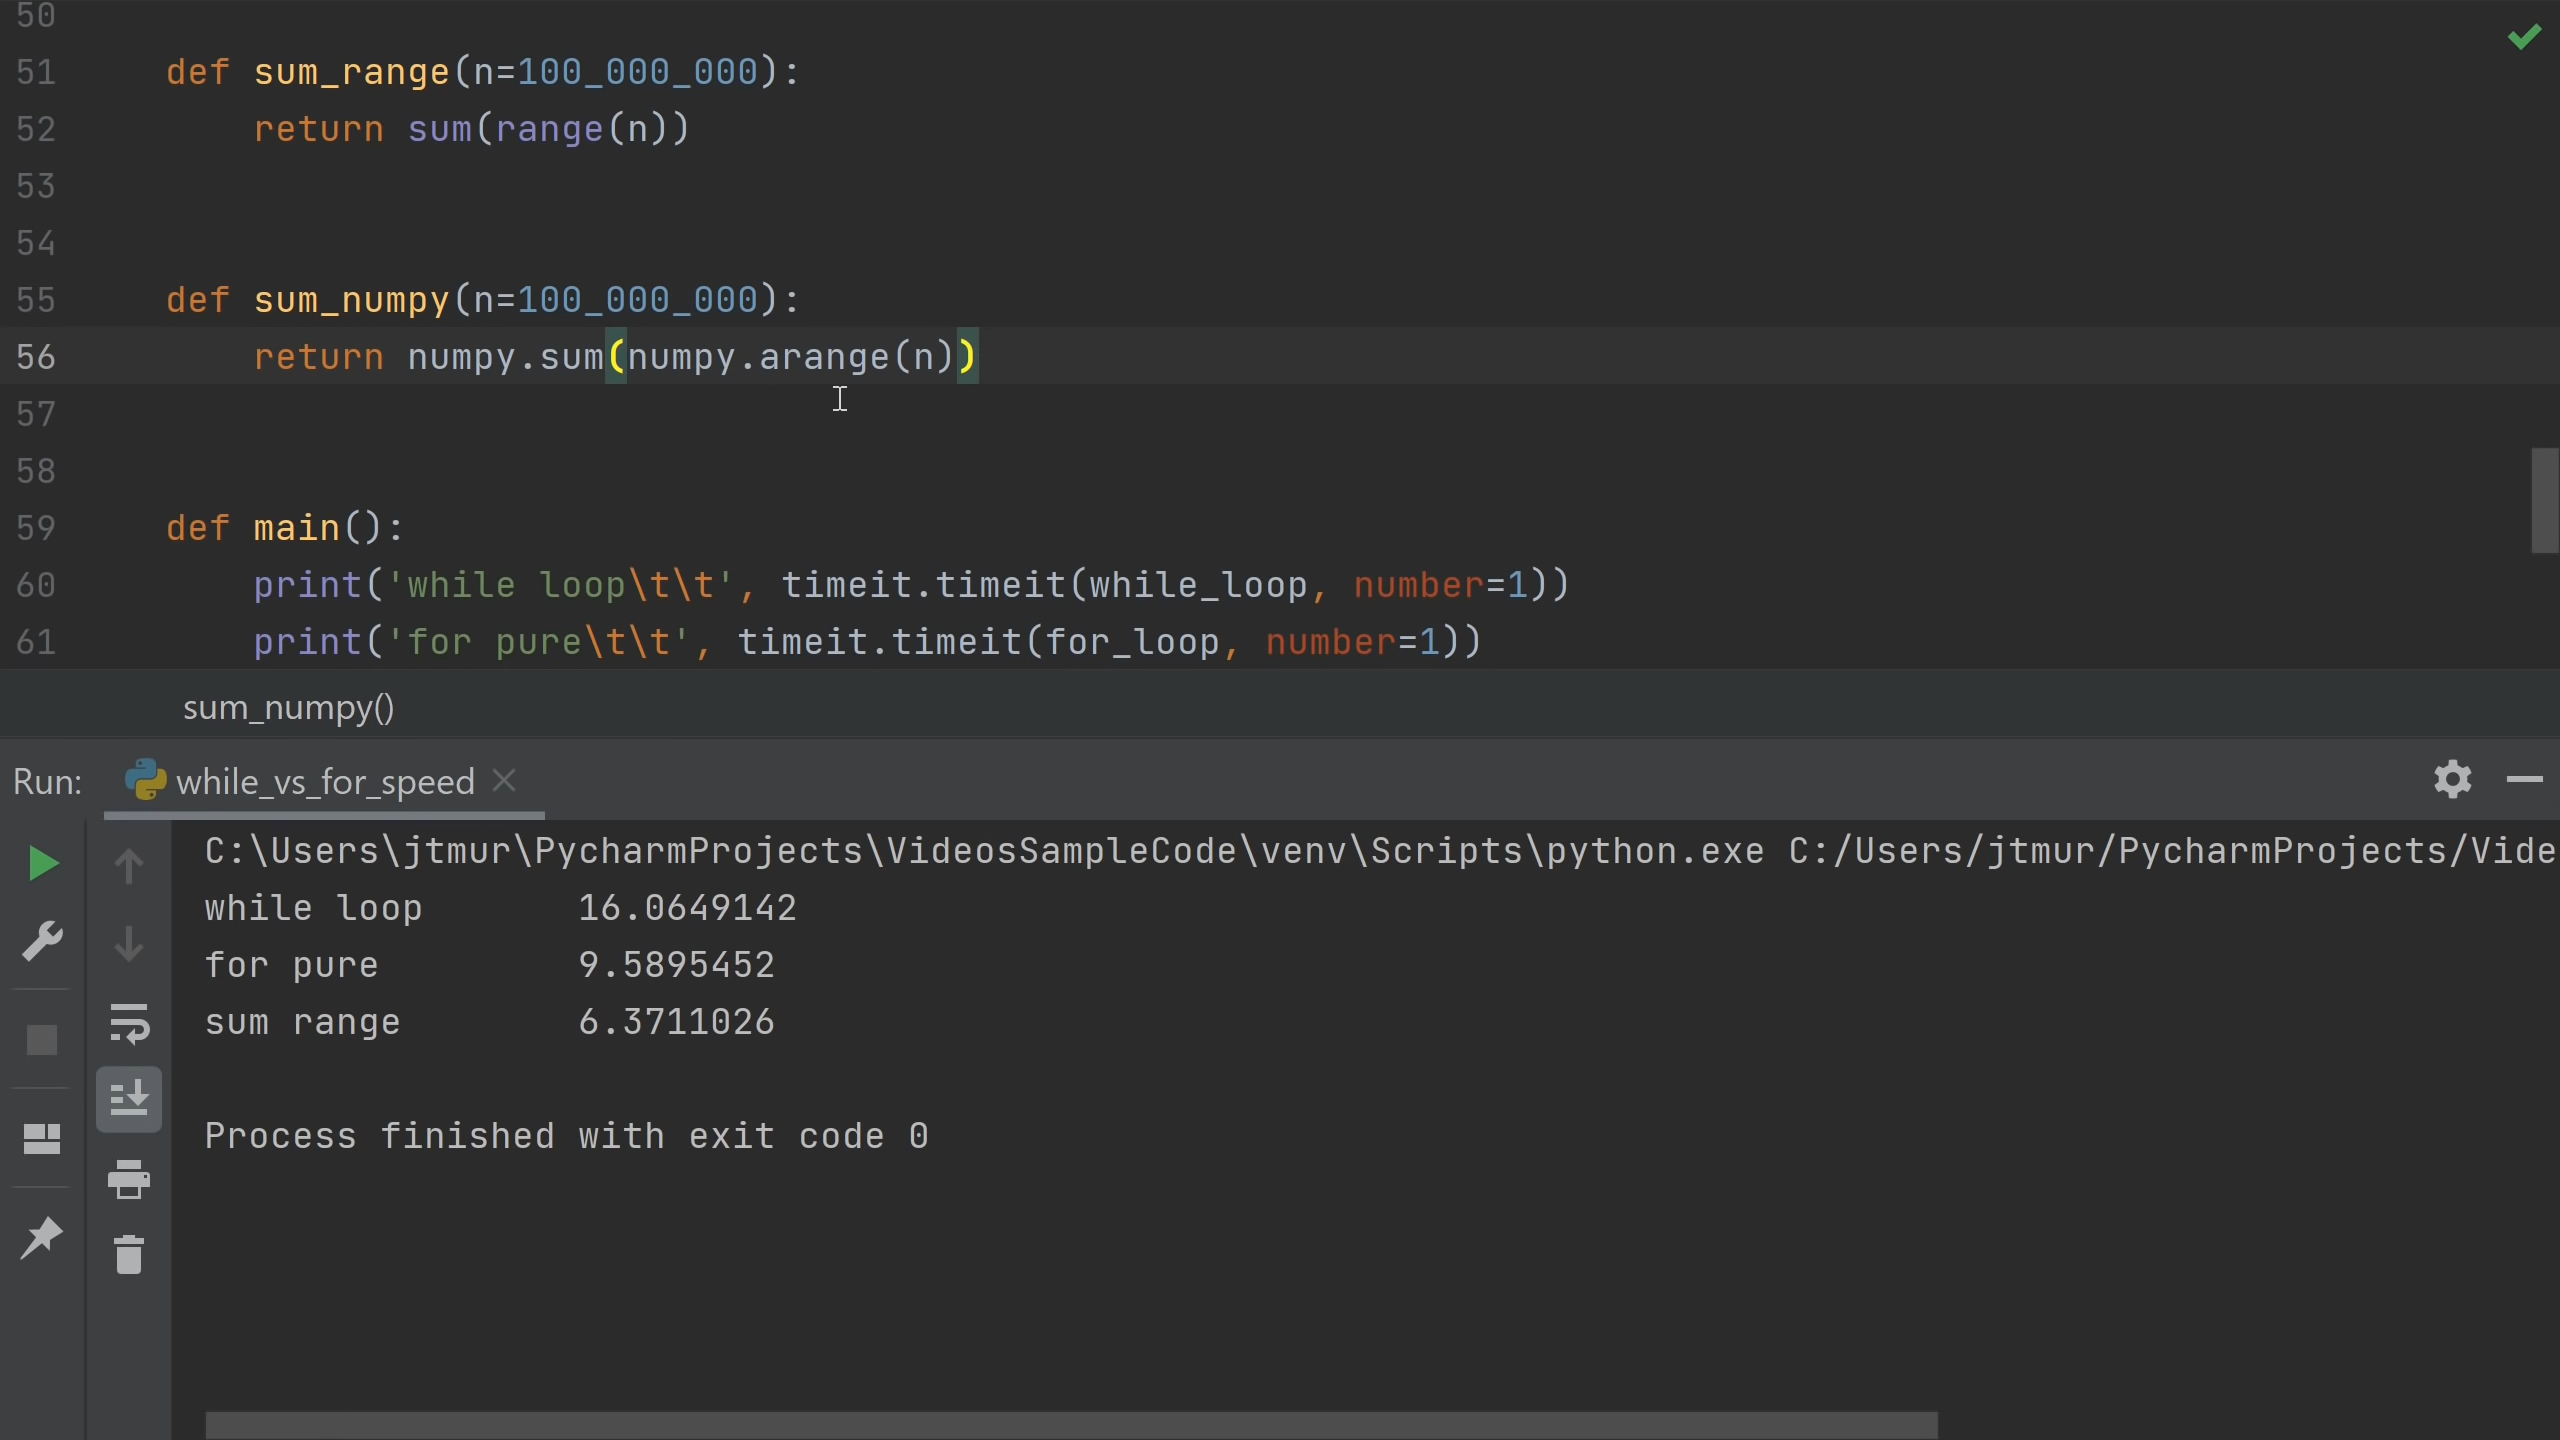 50
51 def sum_range(n=100_000_000):
52 return sum(range(n))
53
54
55 def sum_numpy(n=100_000_000):
56 return numpy.sum(numpy.arange(n))
57
58
59 def main():
60 print('while loop\t\t', timeit.timeit(while_loop, number=1))
61 print('for pure\t\t', timeit.timeit(for_loop, number=1))
sum_numpy()
Run: while_vs_for_speed
C:\Users\jtmur\PycharmProjects\VideosSampleCode\venv\Scripts\python.exe C:/Users/jtmur/PycharmProjects/Vide
while loop 16.0649142
for pure 9.5895452
sum range 6.3711026
Process finished with exit code 0